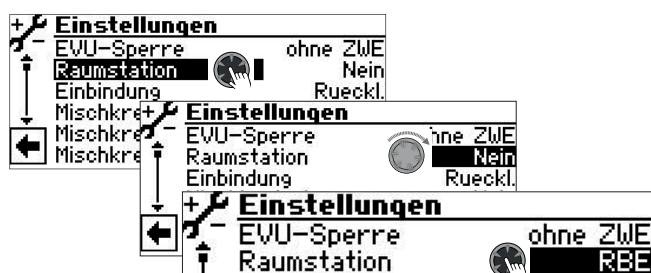 Einstellungen
EVU-Sperre ohne ZWE
Raumstation Nein
Einbindung Rueckl.
Mischkre
Mischkre
Mischkre
Einstellungen
EVU-Sperre hne ZWE
Raumstation Nein
Einbindung Rueckl.
Einstellungen
EVU-Sperre ohne ZWE
Raumstation RBE